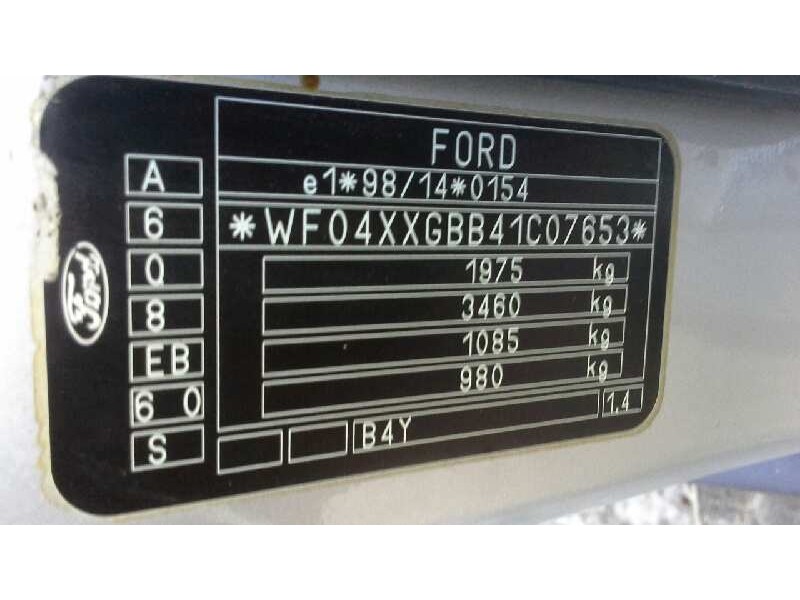 FORD
e1*98/14*0154
*WF04XXGBB41C07653*
1975 kg
3460 kg
1085 kg
980 kg
B4Y
1.4
A
6
Q
8
EB
6 0
S
Ford